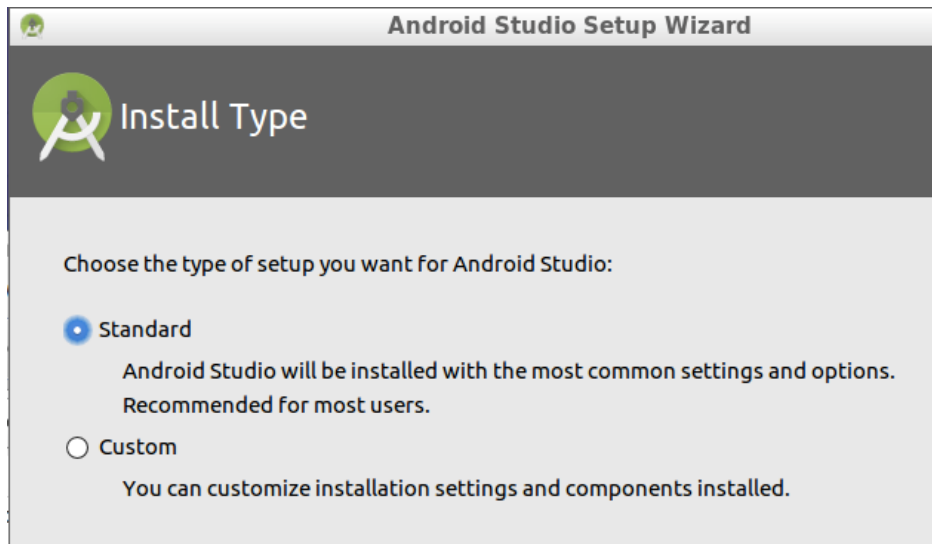 Android Studio Setup Wizard
Install Type
Choose the type of setup you want for Android Studio:
Standard
Android Studio will be installed with the most common settings and options.
Recommended for most users.
Custom
You can customize installation settings and components installed.